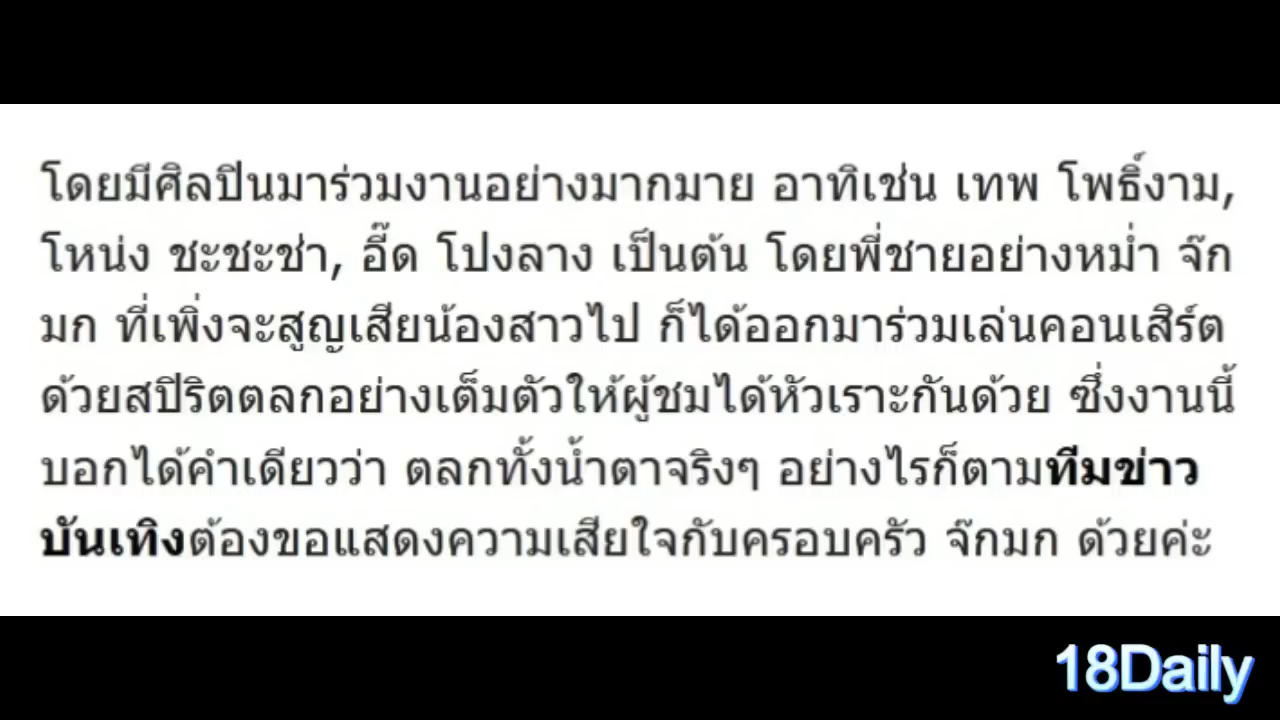 โดยมีศิลปินมาร่วมงานอย่างมากมาย อาทิเช่น เทพ โพธิ์งาม,
โหน่ง ชะชะช่า, อี๊ด โปงลาง เป็นต้น โดยพี่ชายอย่างหม่ำ จ๊ก
มก ที่เพิ่งจะสูญเสียน้องสาวไป ก็ได้ออกมาร่วมเล่นคอนเสิร์ต
ด้วยสปิริตตลกอย่างเต็มตัวให้ผู้ชมได้หัวเราะกันด้วย ซึ่งงานนี้
บอกได้คำเดียวว่า ตลกทั้งน้ำตาจริงๆ อย่างไรก็ตามทีมข่าว
บันเทิงต้องขอแสดงความเสียใจกับครอบครัว จ๊กมก ด้วยค่ะ
18Daily